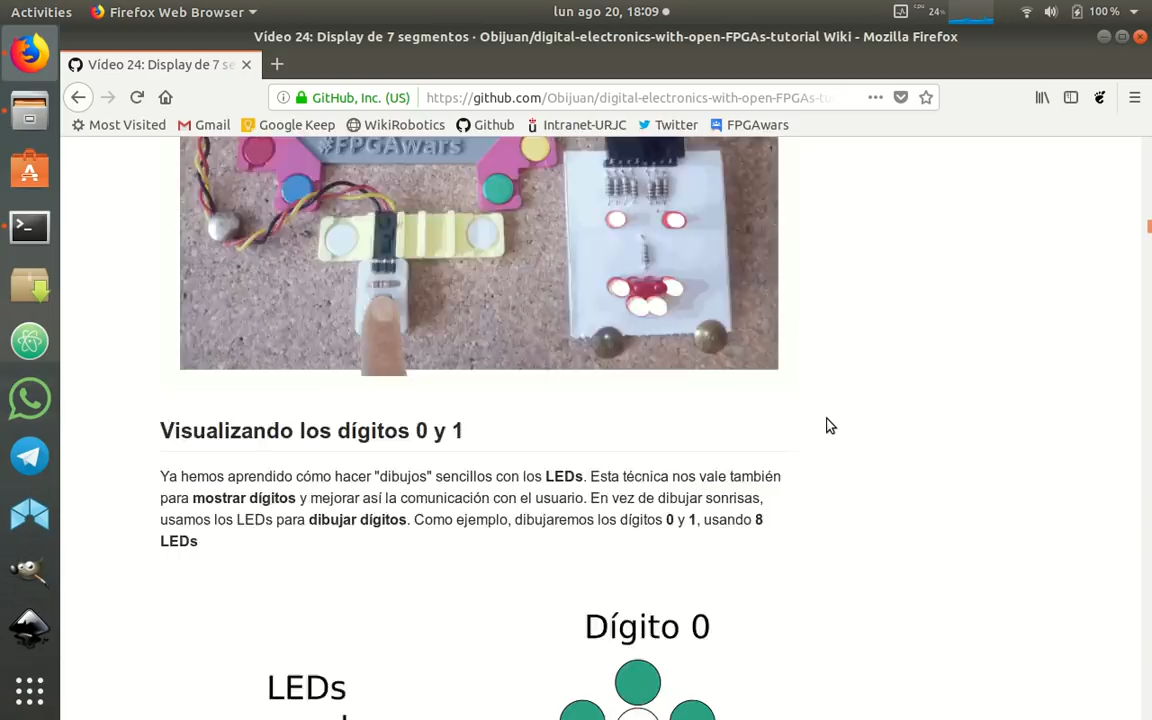 Activities
Firefox Web Browser
lun ago 20, 18:09
cpu
24%
100 %
Vídeo 24: Display de 7 segmentos · Obijuan/digital-electronics-with-open-FPGAs-tutorial Wiki - Mozilla Firefox
Vídeo 24: Display de 7 se
GitHub, Inc. (US)
https://github.com/Obijuan/digital-electronics-with-open-FPGAs-tu
Most Visited
Gmail
Google Keep
WikiRobotics
Github
Intranet-URJC
Twitter
FPGAwars
FPGAwars
Visualizando los dígitos 0 y 1
Ya hemos aprendido cómo hacer "dibujos" sencillos con los LEDs. Esta técnica nos vale también
para mostrar dígitos y mejorar así la comunicación con el usuario. En vez de dibujar sonrisas,
usamos los LEDs para dibujar dígitos. Como ejemplo, dibujaremos los dígitos 0 y 1, usando 8
LEDs
Dígito 0
LEDs